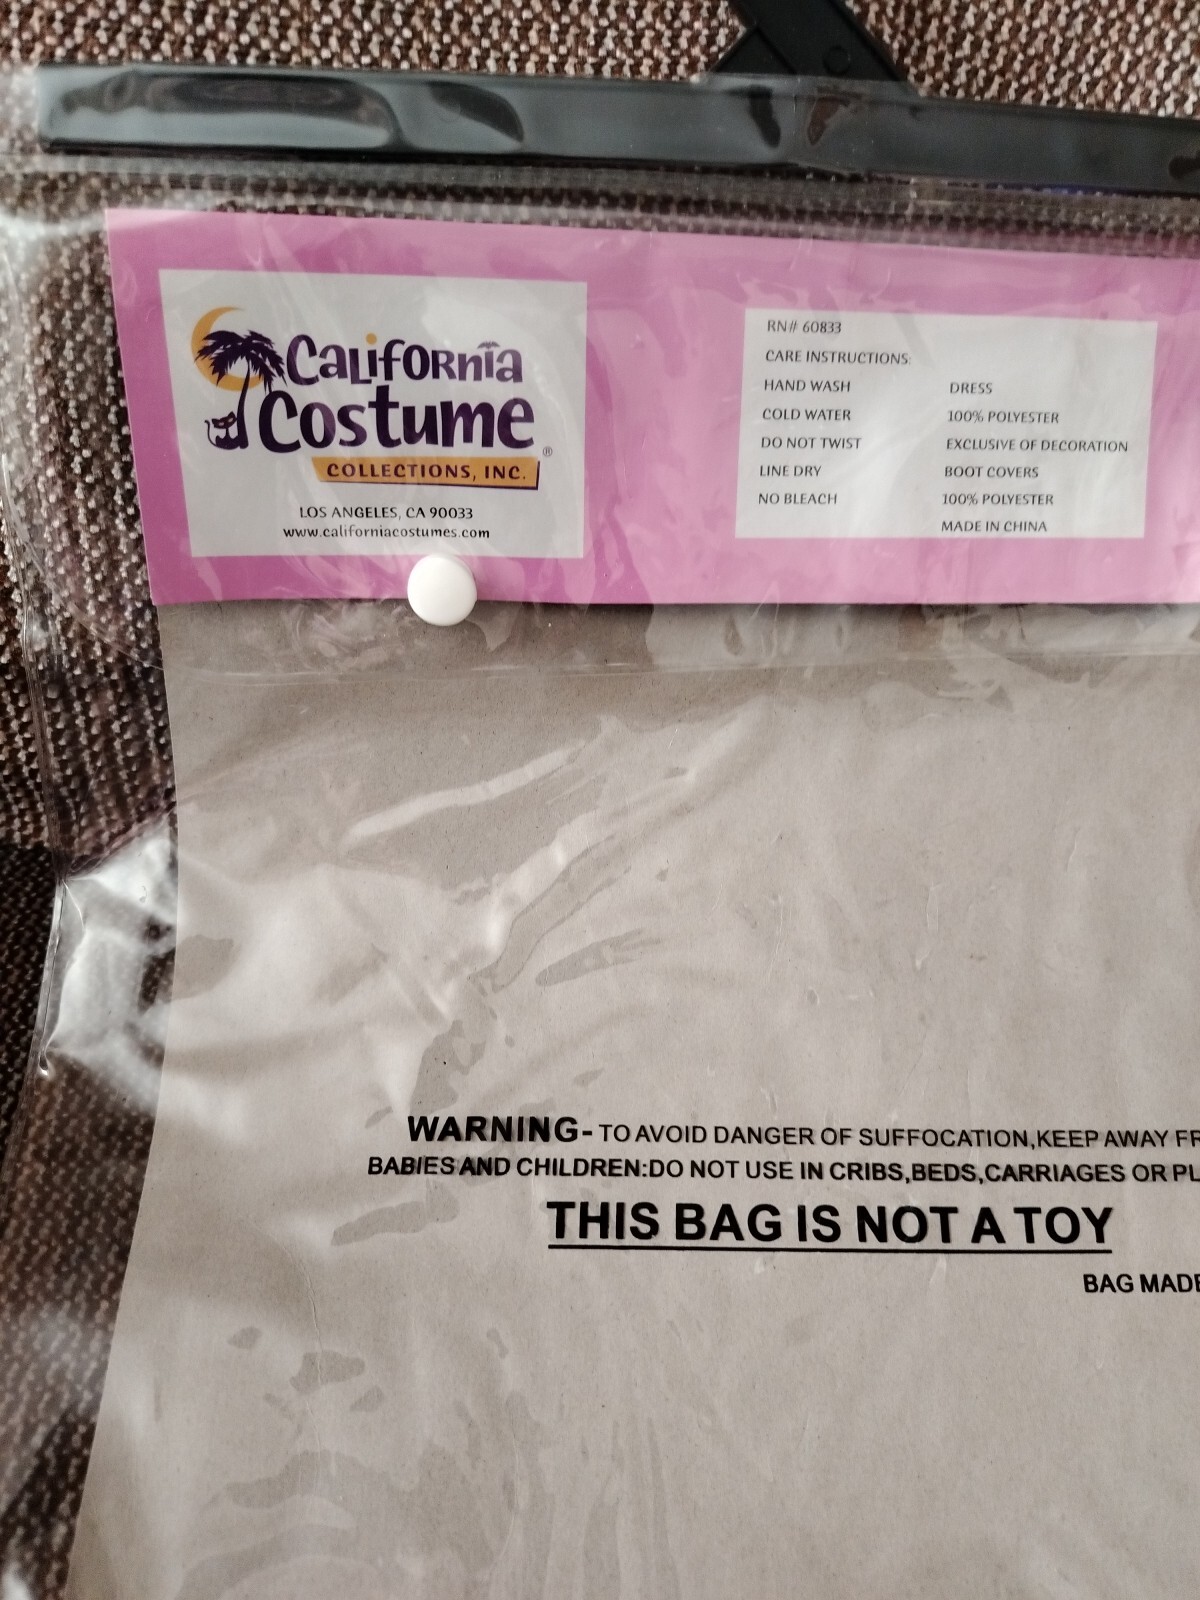 California
Costume
®
COLLECTIONS, INC.
LOS ANGELES, CA 90033
www.californiacostumes.com
RN# 60833
CARE INSTRUCTIONS:
HAND WASH
COLD WATER
DO NOT TWIST
LINE DRY
NO BLEACH
DRESS
100% POLYESTER
EXCLUSIVE OF DECORATION
BOOT COVERS
100% POLYESTER
MADE IN CHINA
WARNING- TO AVOID DANGER OF SUFFOCATION,KEEP AWAY FR
BABIES AND CHILDREN:DO NOT USE IN CRIBS,BEDS,CARRIAGES OR PL
THIS BAG IS NOT A TOY
BAG MADE